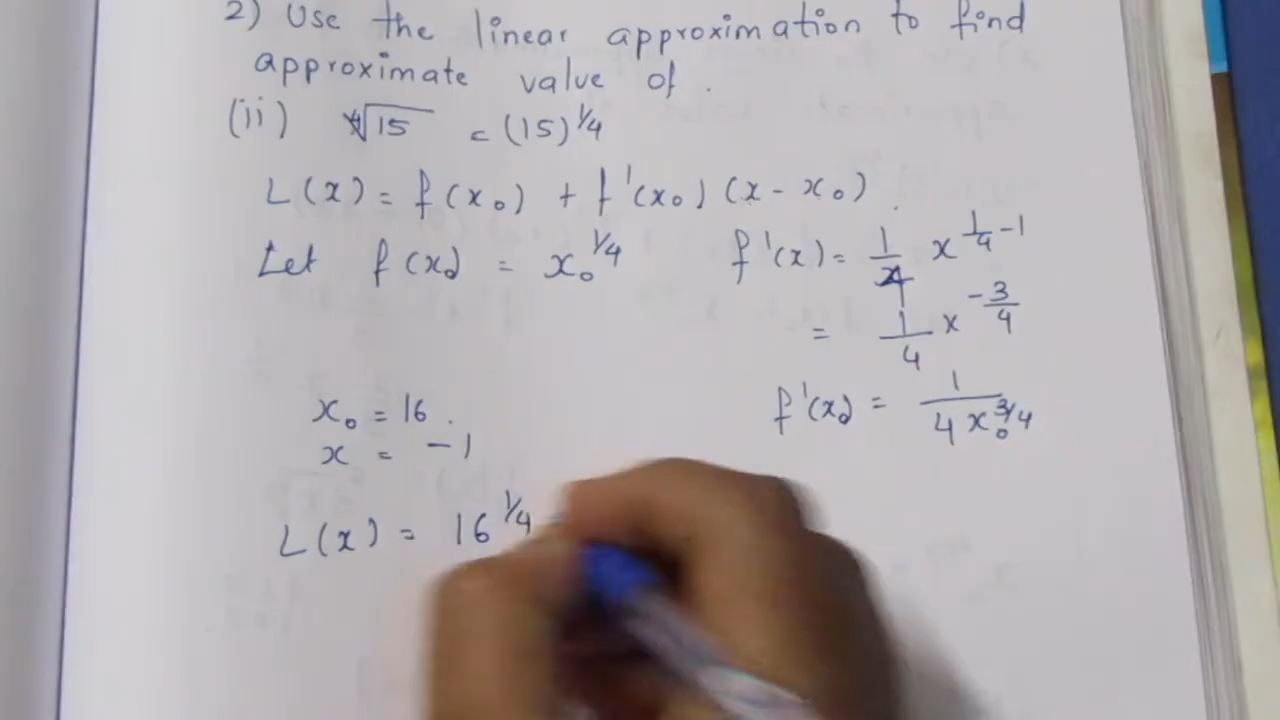 2) Use the linear approximation to find
approximate value of .
(ii) ∜15 = (15)^1/4
L(x) = f(x₀) + f'(x₀) (x - x₀)
Let f(x₀) = x₀^1/4 f'(x) = 1/4 x^1/4 - 1
= 1/4 x^-3/4
x₀ = 16 . f'(x₀) = 1/4x₀^3/4
x = -1
L(x) = 16^1/4